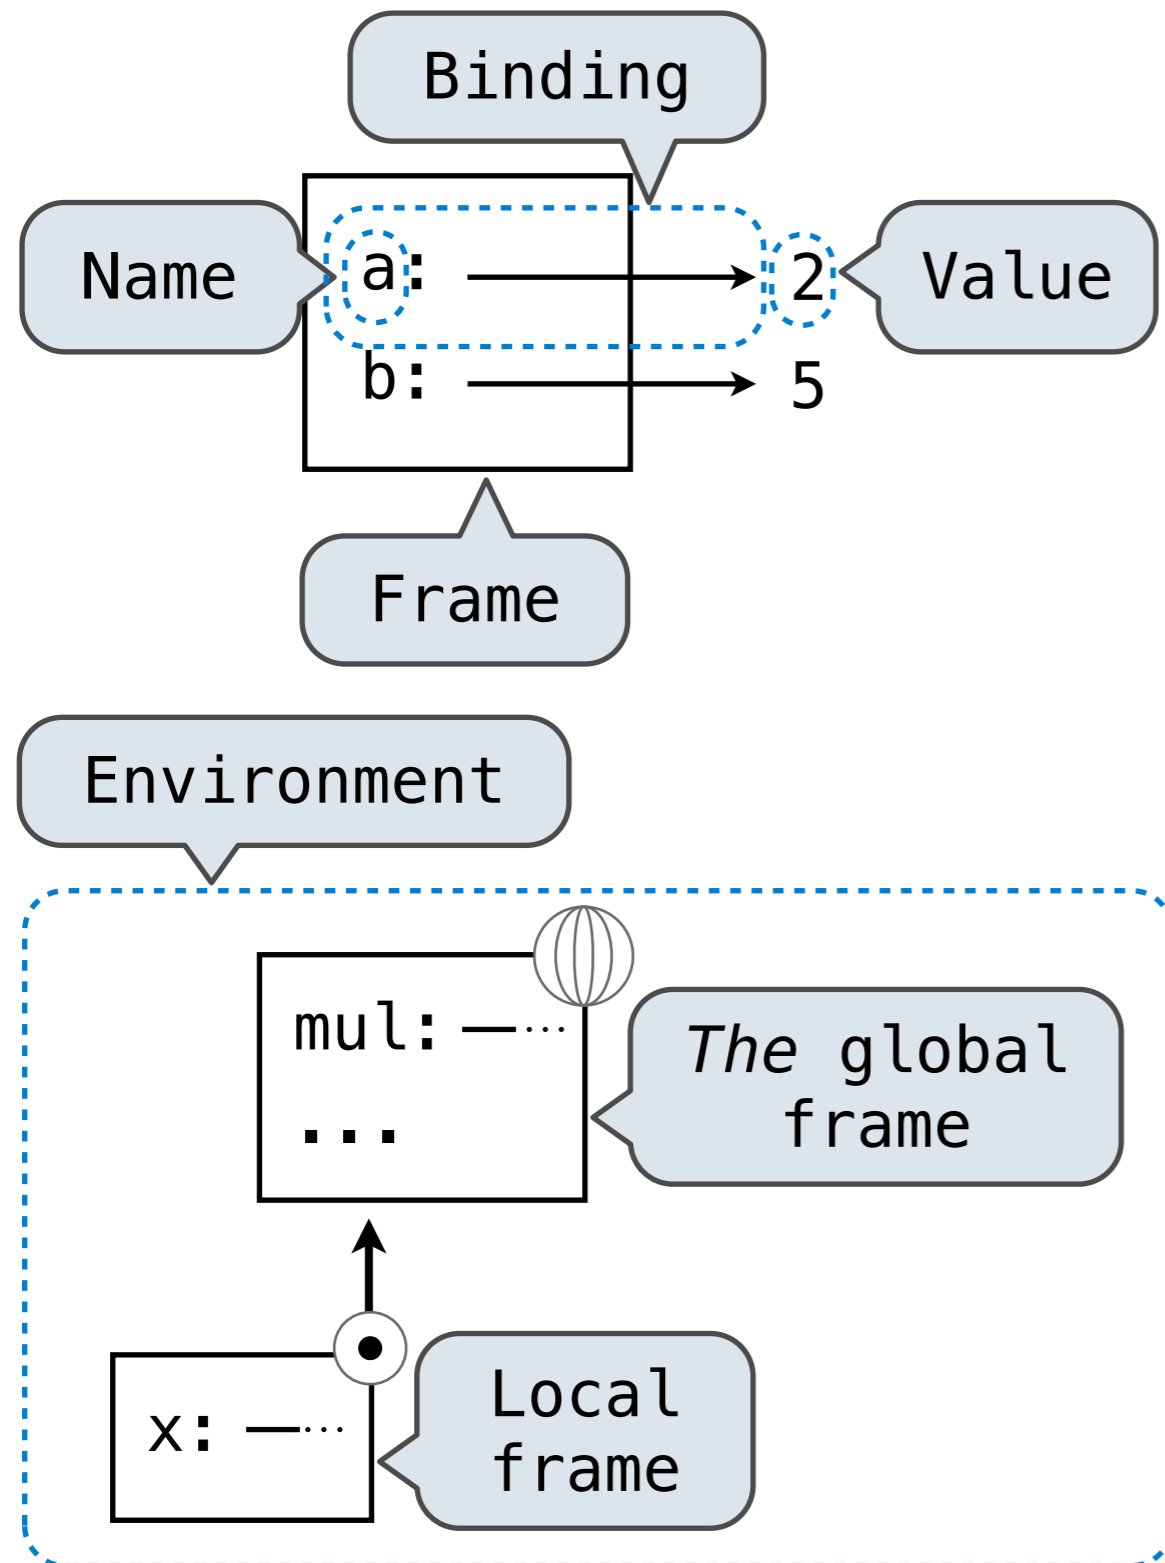 Binding
Name
a:
2
Value
b:
5
Frame
Environment
mul: ...
The global
frame
...
x: ...
Local
frame